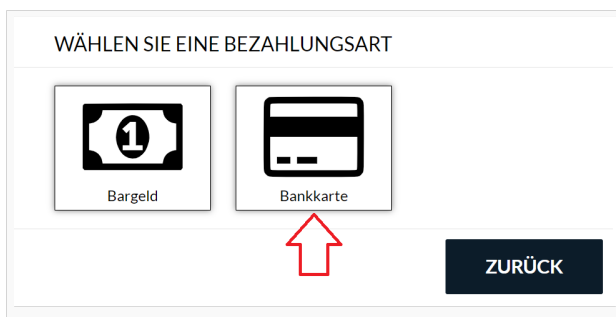 WÄHLEN SIE EINE BEZAHLUNGSART
1
Bargeld
Bankkarte
ZURÜCK